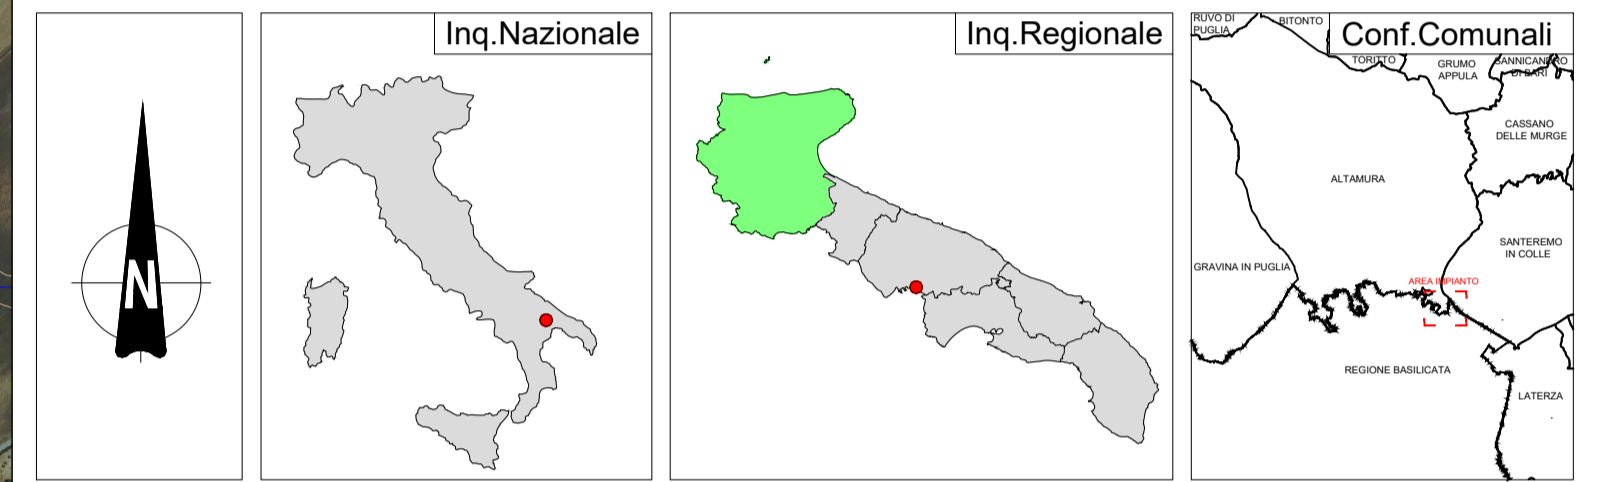 N
Inq.Nazionale
Inq.Regionale
Conf.Comunali
RUVO DI
PUGLIA
BITONTO
TORITTO
GRUMO
APPULA
SANNICANDRO
DI BARI
CASSANO
DELLE MURGE
ALTAMURA
SANTEREMO
IN COLLE
GRAVINA IN PUGLIA
AREA IMPIANTO
REGIONE BASILICATA
LATERZA